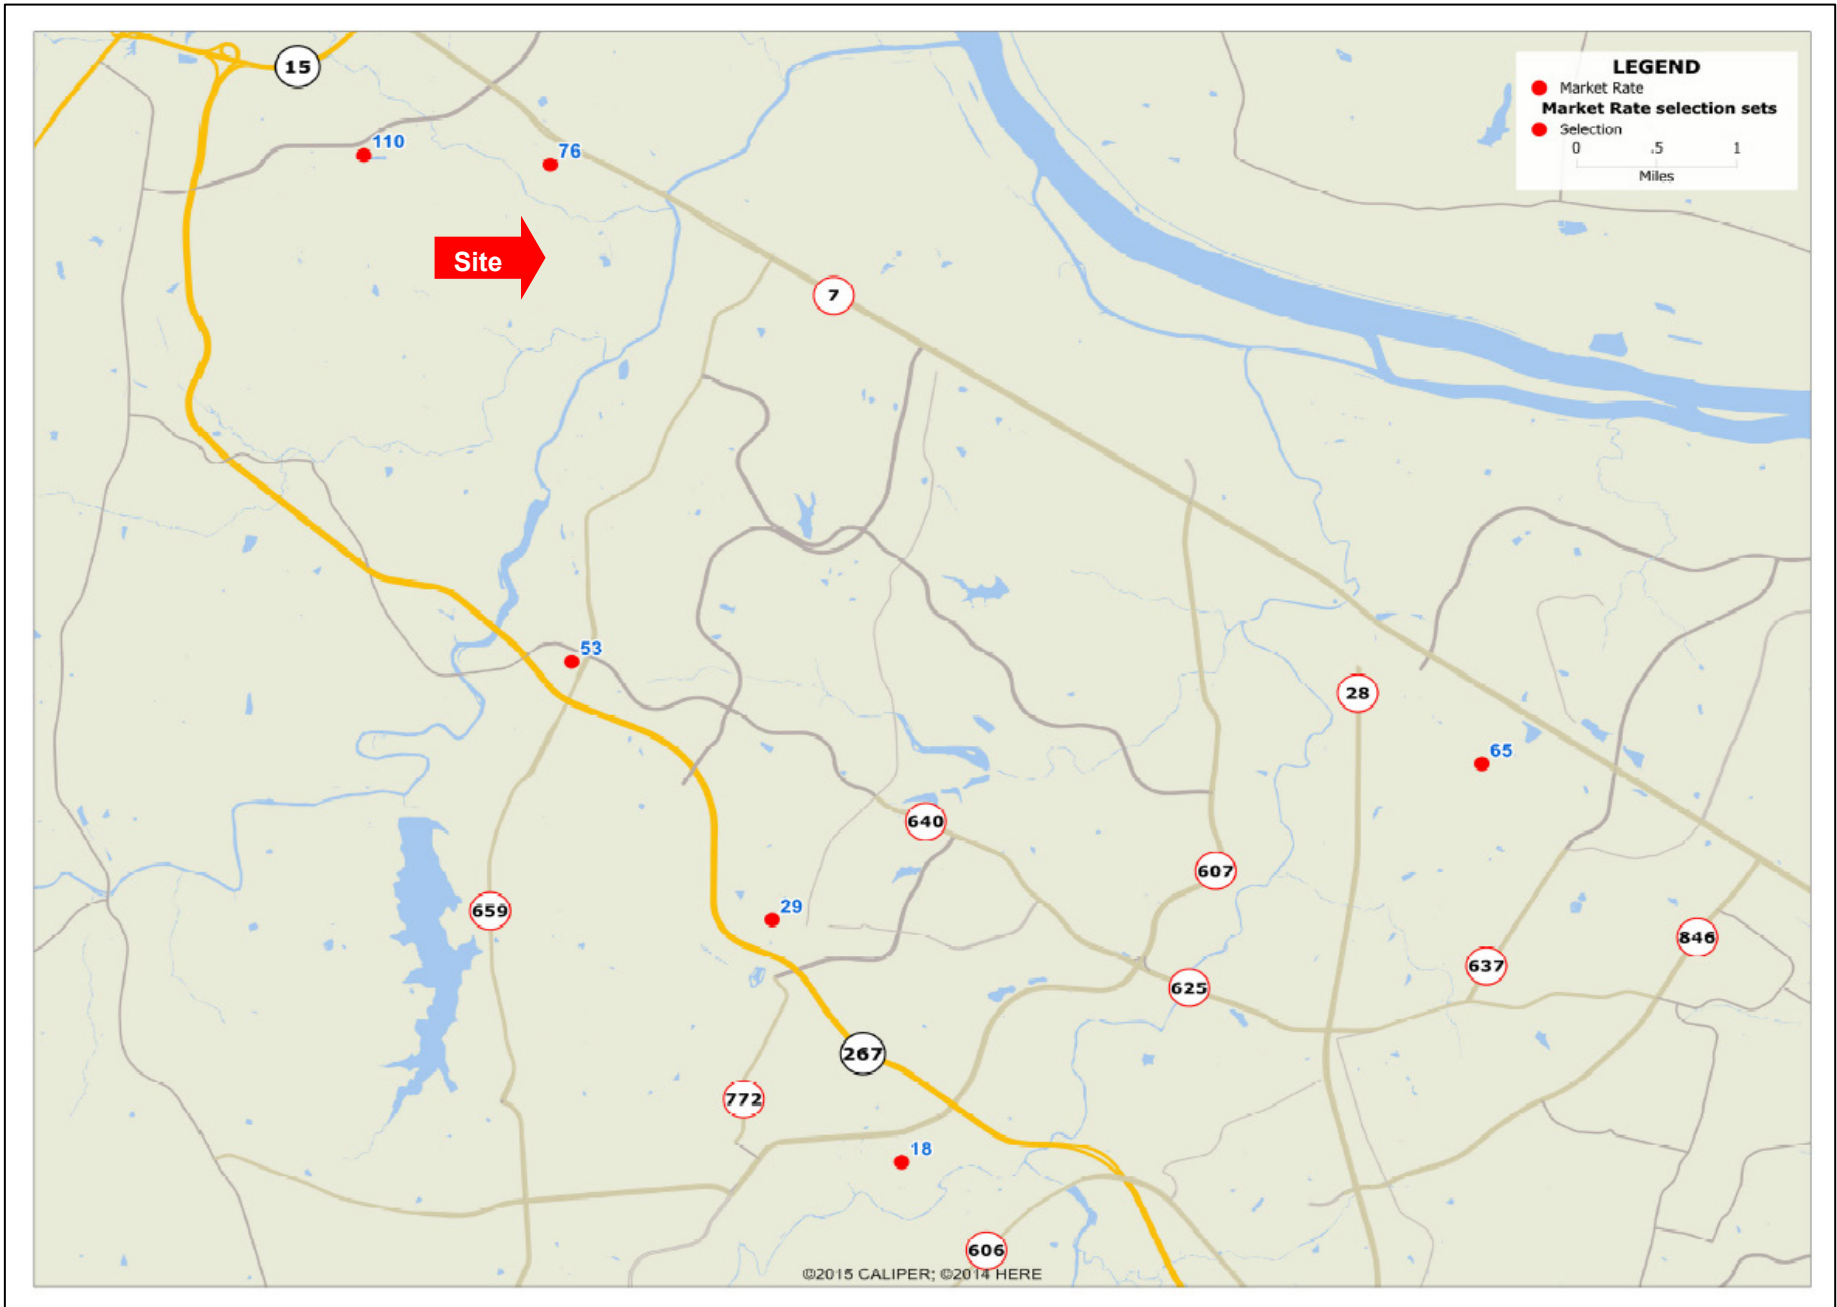 15
LEGEND
Market Rate
Market Rate selection sets
Selection
0 .5 1
Miles
110
76
Site
7
53
28
65
640
607
659
29
846
637
625
267
772
18
606
©2015 CALIPER; ©2014 HERE